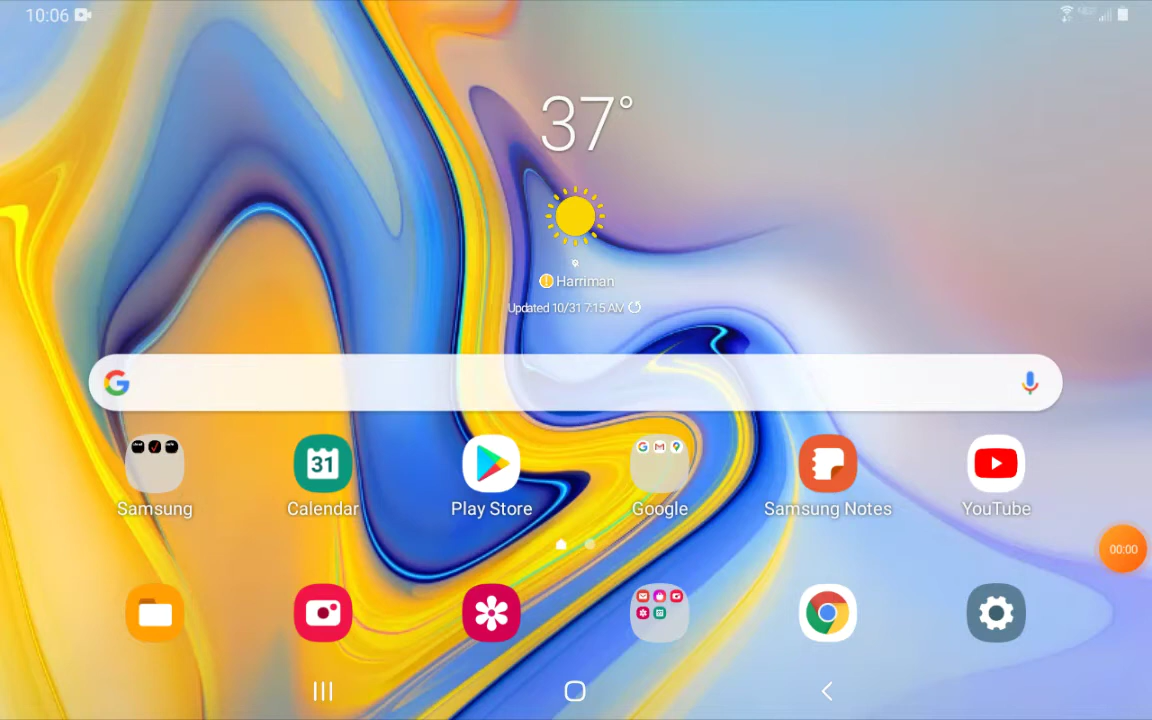 10:06
37°
Harriman
Updated 10/31 7:15 AM
Samsung
31
Calendar
Play Store
Google
Samsung Notes
YouTube
00:00